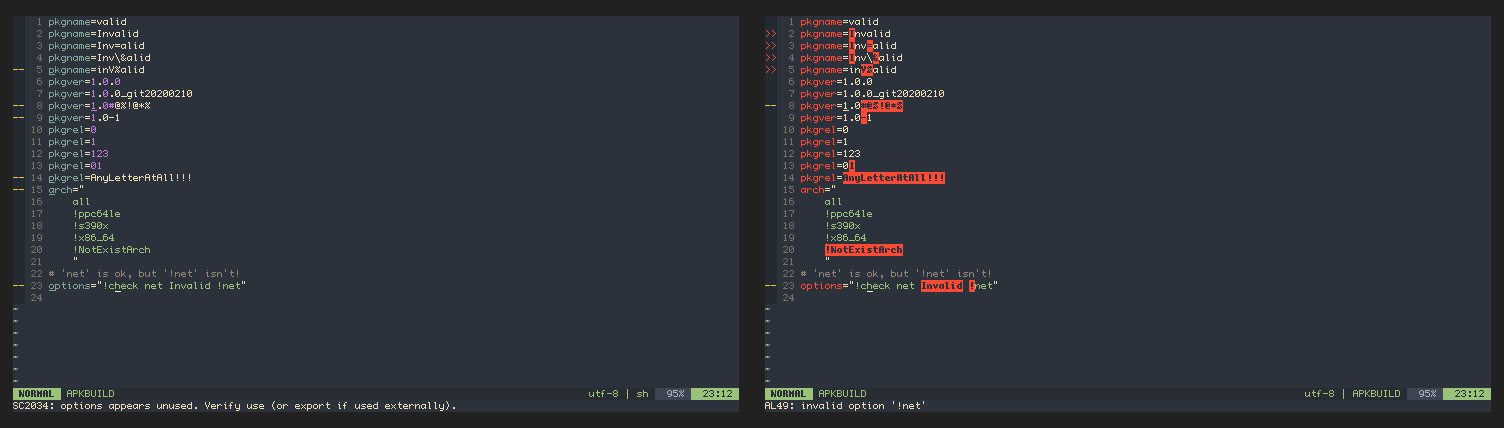 1 pkgname=valid
2 pkgname=Invalid
3 pkgname=Inv=alid
4 pkgname=Inv\&alid
-- 5 pkgname=inV%alid
6 pkgver=1.0.0
7 pkgver=1.0.0_git20200210
-- 8 pkgver=1.0#@%!@*%
-- 9 pkgver=1.0-1
10 pkgrel=0
11 pkgrel=1
12 pkgrel=123
13 pkgrel=01
-- 14 pkgrel=AnyLetterAtAll!!!
-- 15 arch="
16 all
17 !ppc64le
18 !s390x
19 !x86_64
20 !NotExistArch
21 "
22 # 'net' is ok, but '!net' isn't!
-- 23 options="!check net Invalid !net"
24
~
~
~
~
~
~
~
NORMAL APKBUILD utf-8 | sh 95% 23:12
SC2034: options appears unused. Verify use (or export if used externally).
1 pkgname=valid
>> 2 pkgname=Invalid
>> 3 pkgname=Inv=alid
>> 4 pkgname=Inv\&alid
>> 5 pkgname=inV%alid
6 pkgver=1.0.0
7 pkgver=1.0.0_git20200210
-- 8 pkgver=1.0#@%!@*%
9 pkgver=1.0-1
10 pkgrel=0
11 pkgrel=1
12 pkgrel=123
13 pkgrel=01
14 pkgrel=AnyLetterAtAll!!!
15 arch="
16 all
17 !ppc64le
18 !s390x
19 !x86_64
20 !NotExistArch
21 "
22 # 'net' is ok, but '!net' isn't!
-- 23 options="!check net Invalid !net"
24
~
~
~
~
~
~
~
NORMAL APKBUILD utf-8 | APKBUILD 95% 23:12
AL49: invalid option '!net'